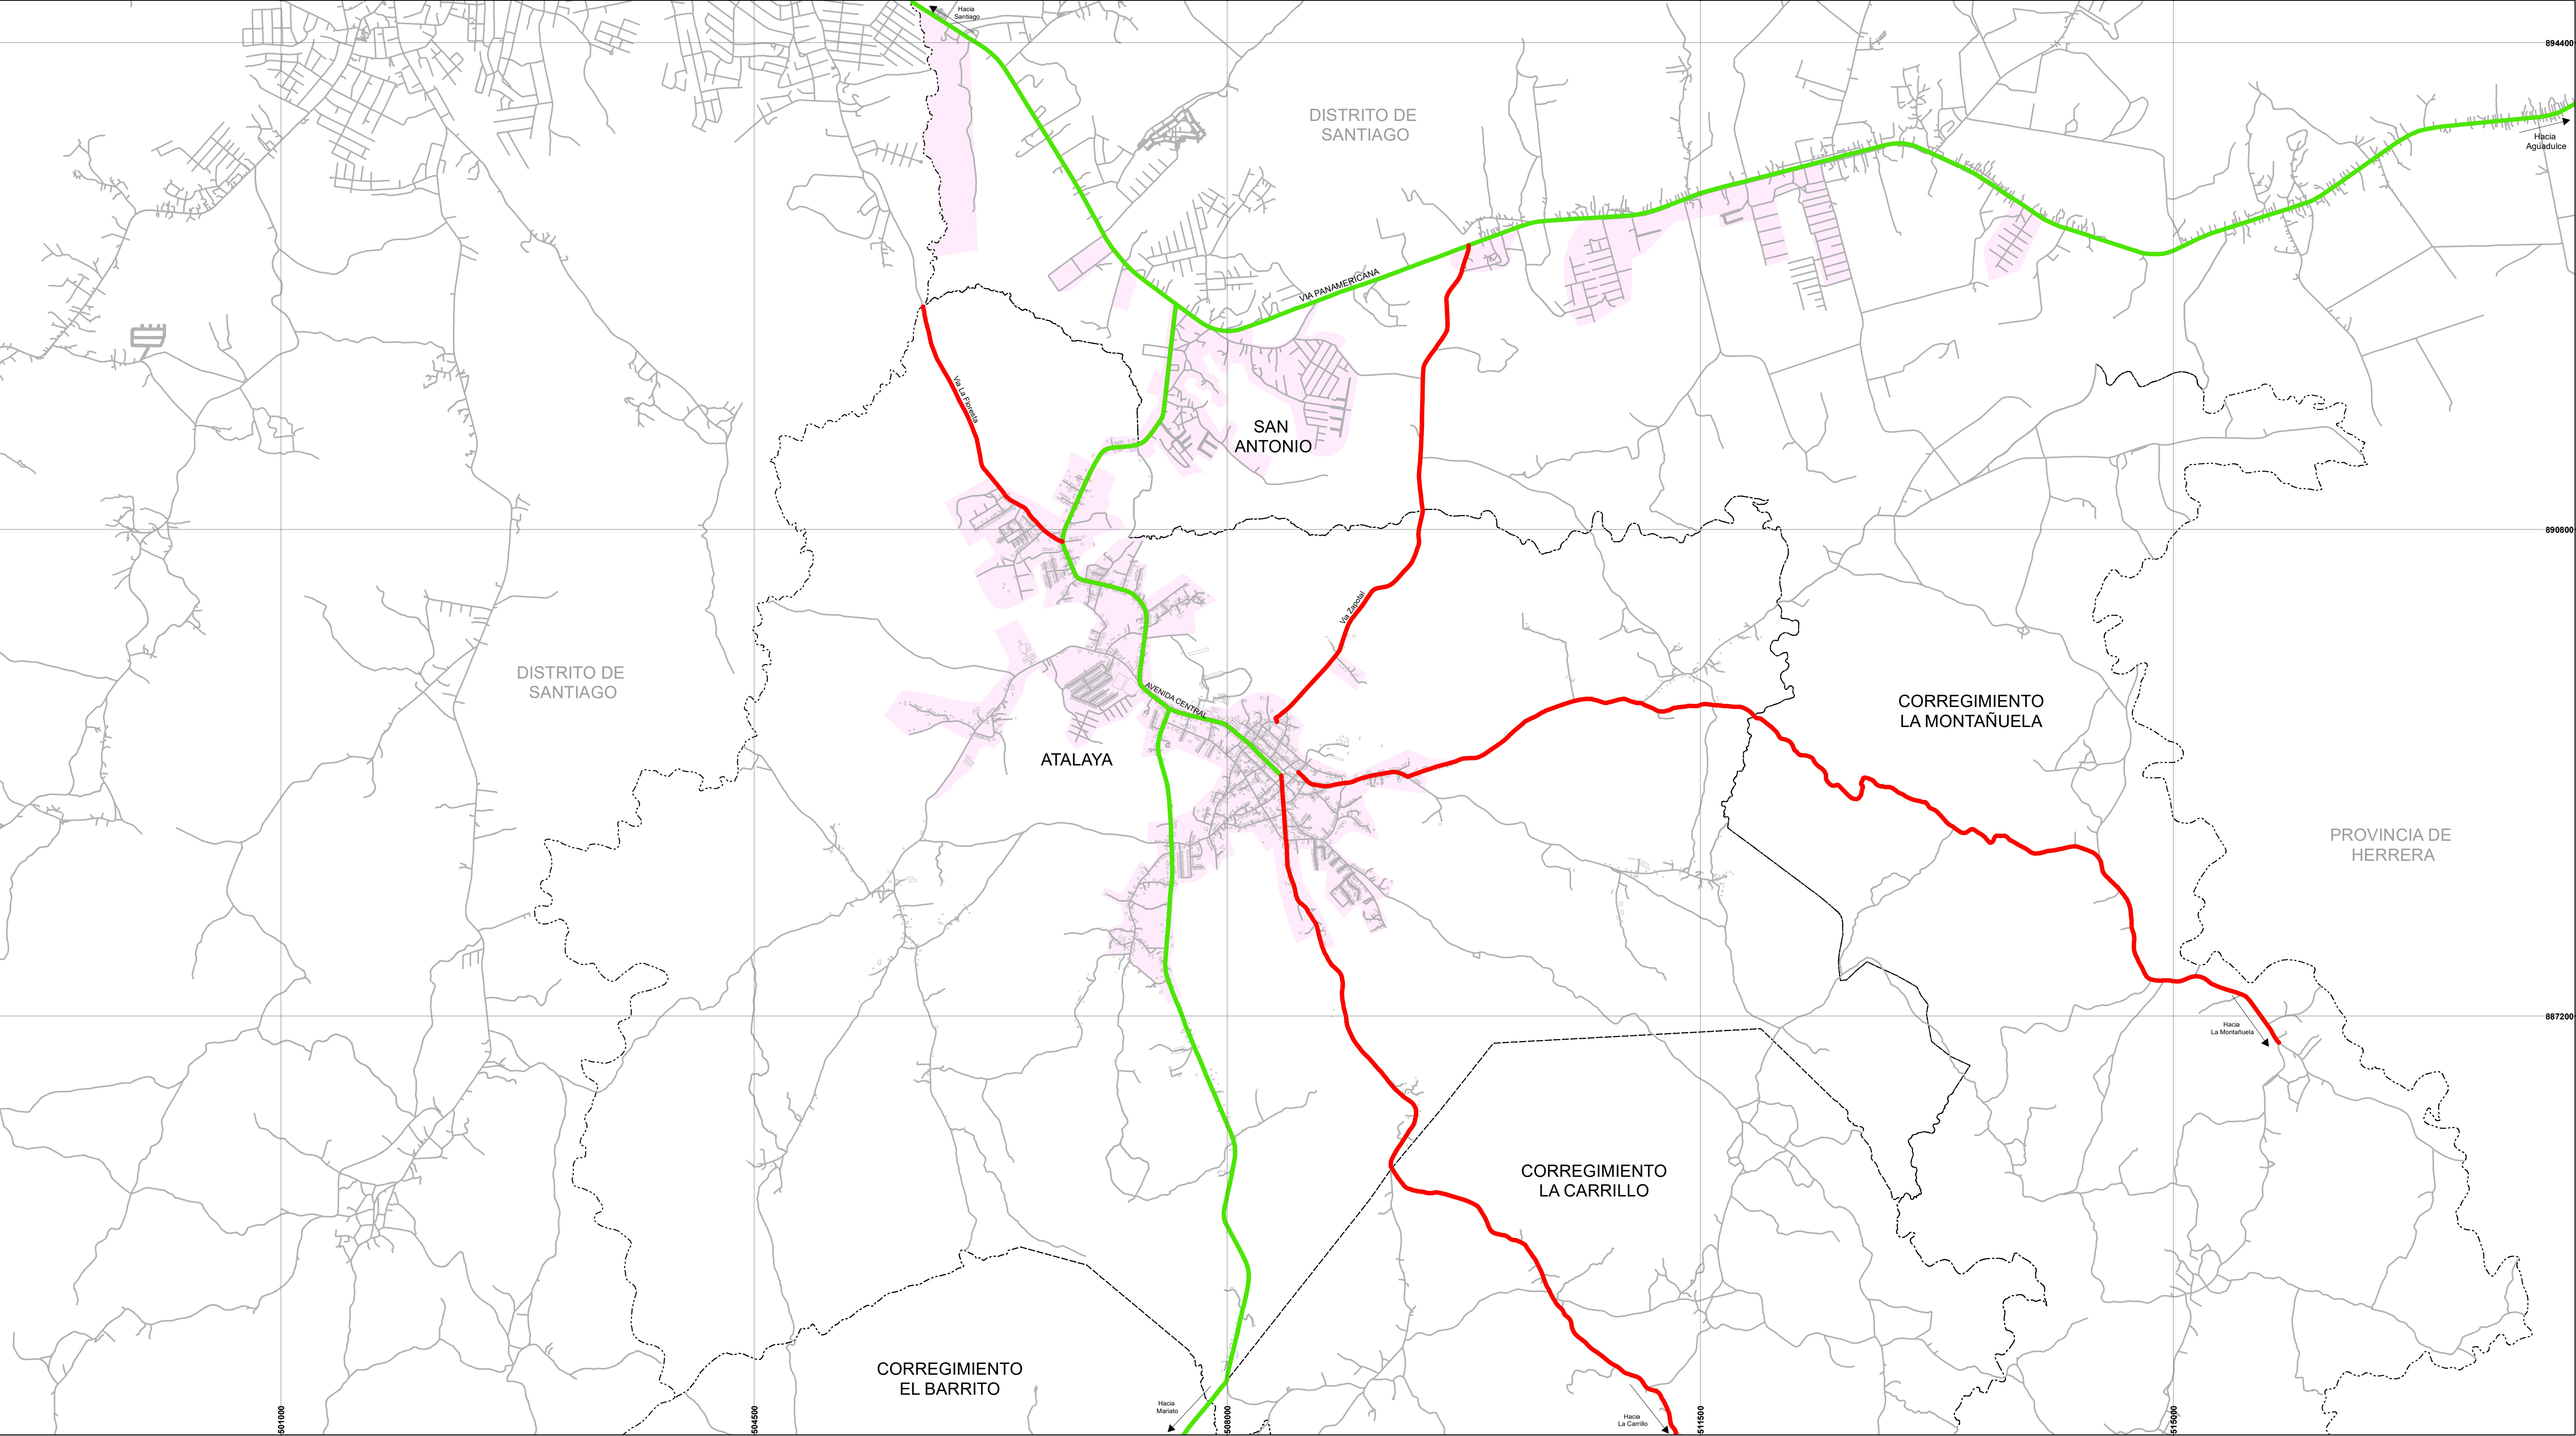 Hacia
Santiago
894400
DISTRITO DE
SANTIAGO
Hacia
Aguadulce
VIA PANAMERICANA
Vía La Floresta
SAN
ANTONIO
890800
Vía Zapotal
DISTRITO DE
SANTIAGO
AVENIDA CENTRAL
CORREGIMIENTO
LA MONTAÑUELA
ATALAYA
PROVINCIA DE
HERRERA
887200
Hacia
La Montañuela
CORREGIMIENTO
LA CARRILLO
CORREGIMIENTO
EL BARRITO
Hacia
Mariato
Hacia
La Carrillo
501000
504500
508000
511500
515000